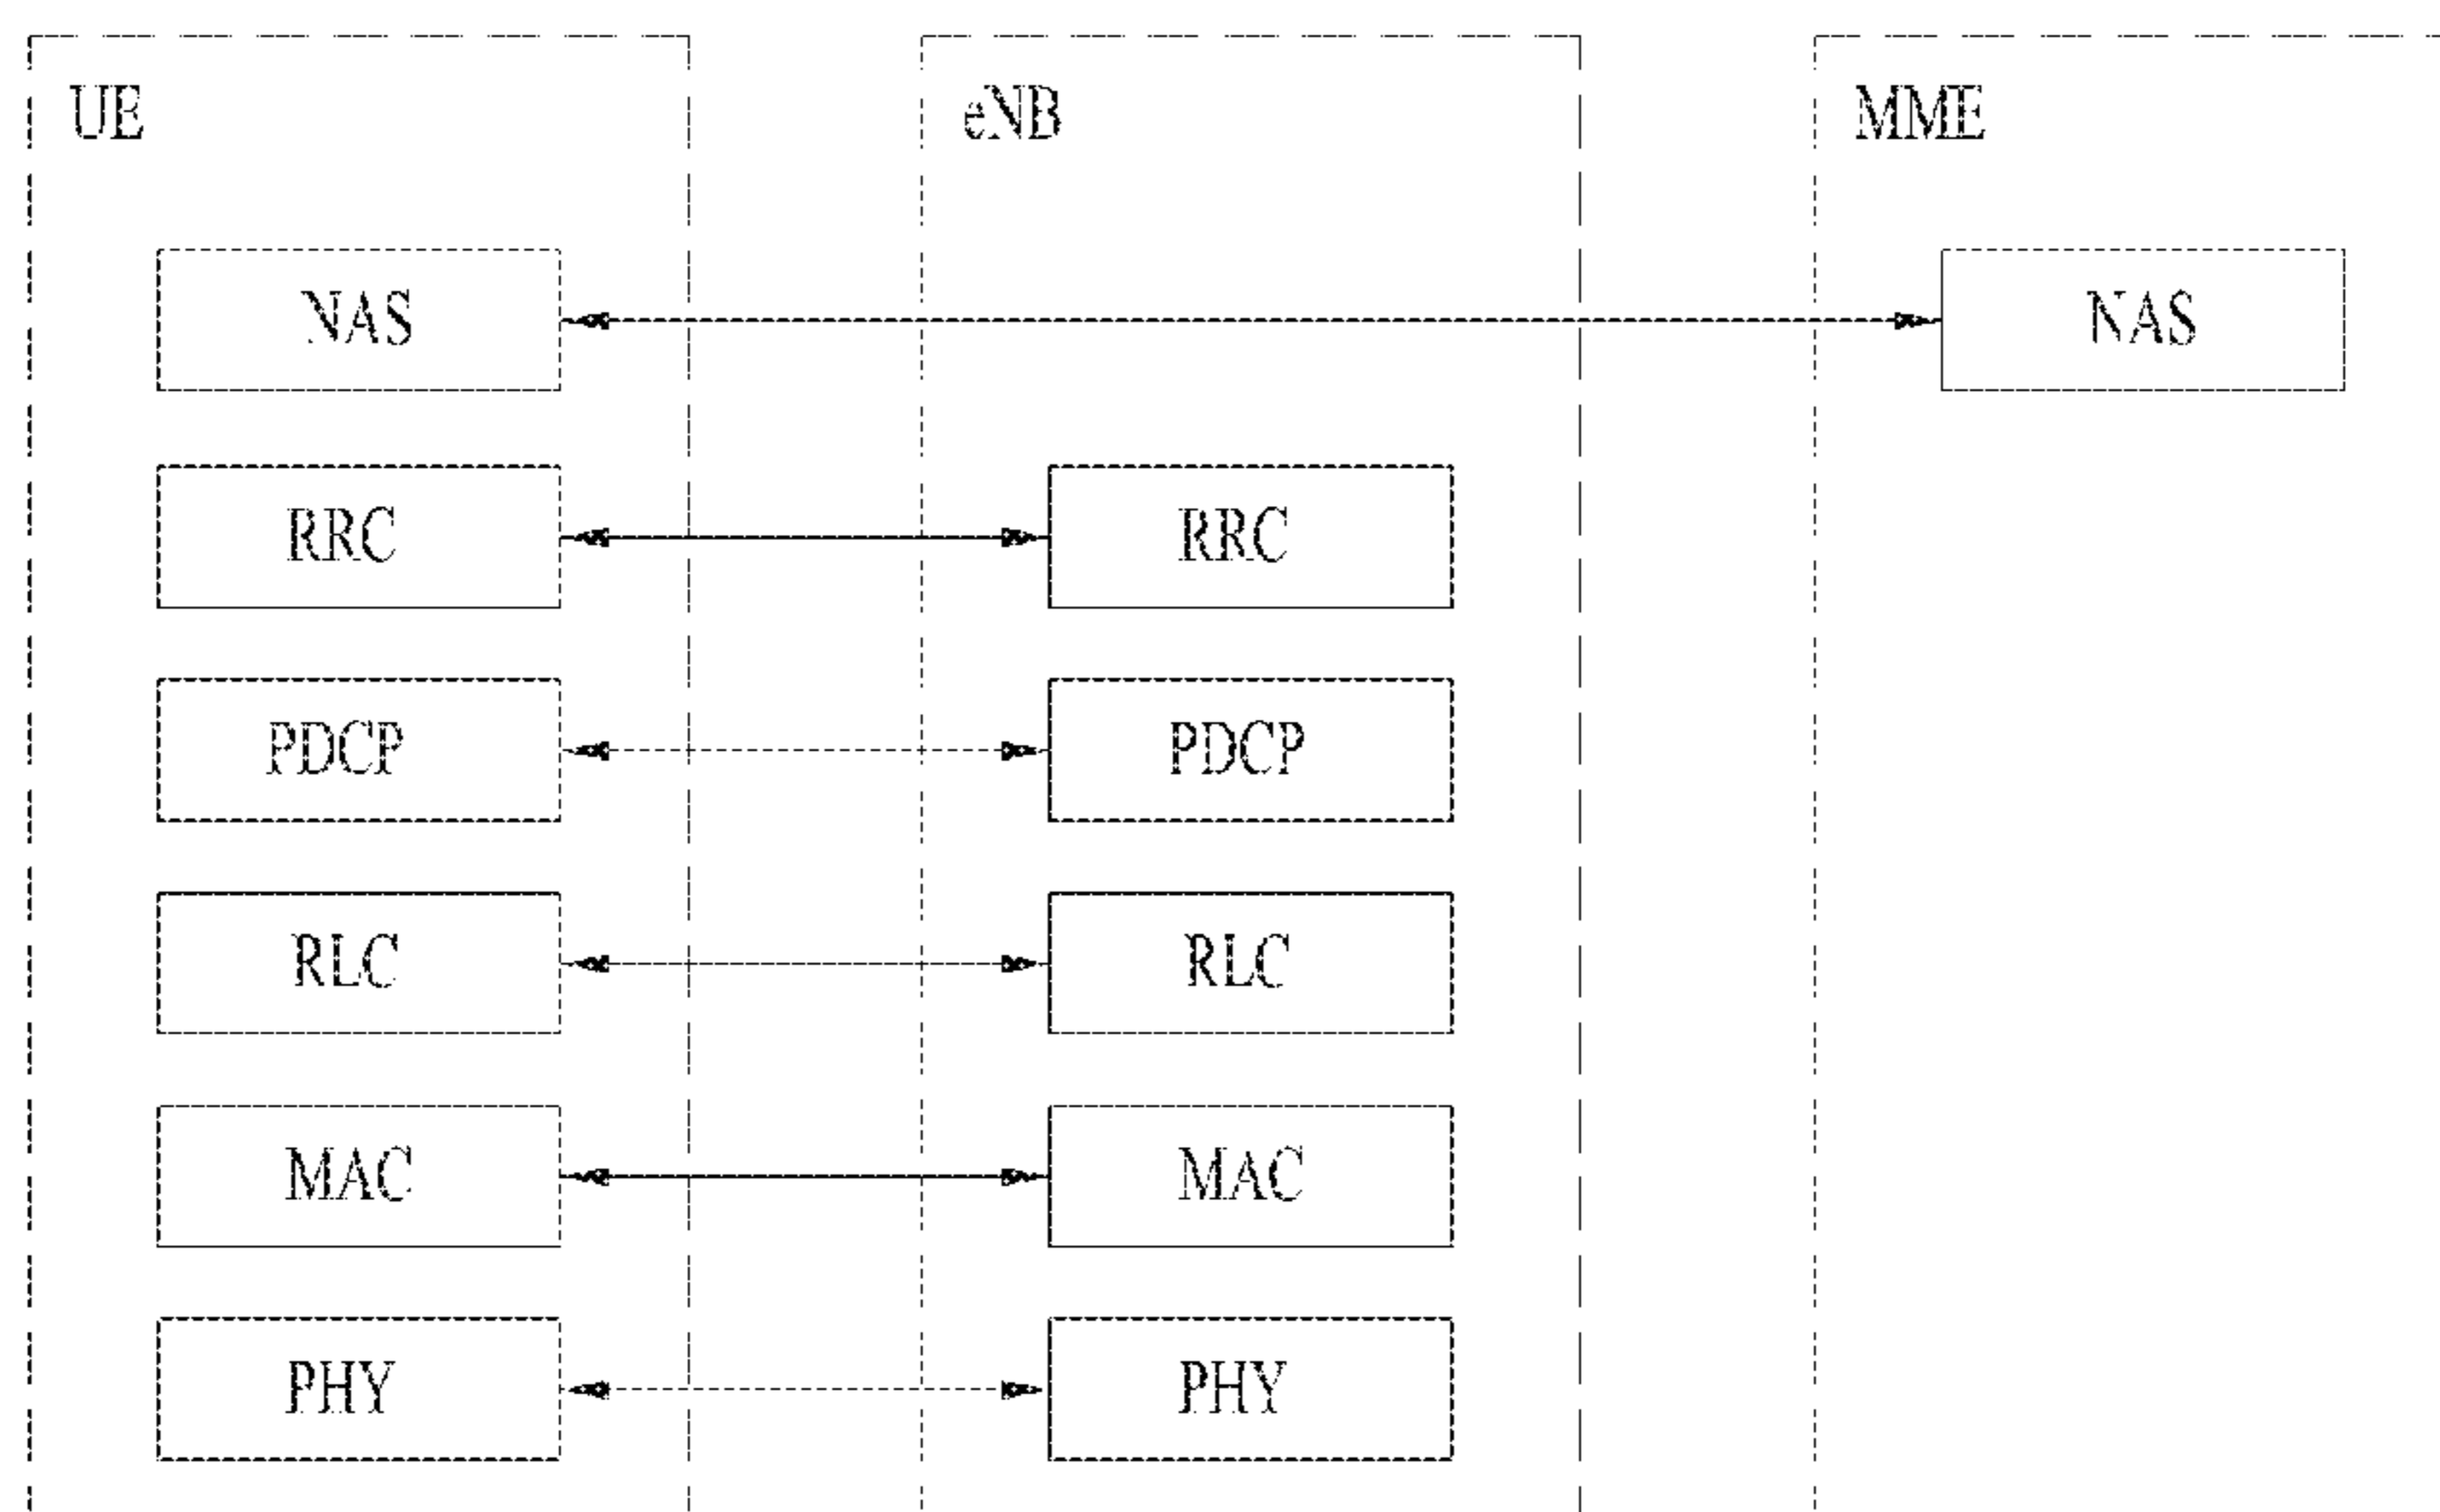 UE eNB MME
NAS NAS
RRC RRC
PDCP PDCP
RLC RLC
MAC MAC
PHY PHY